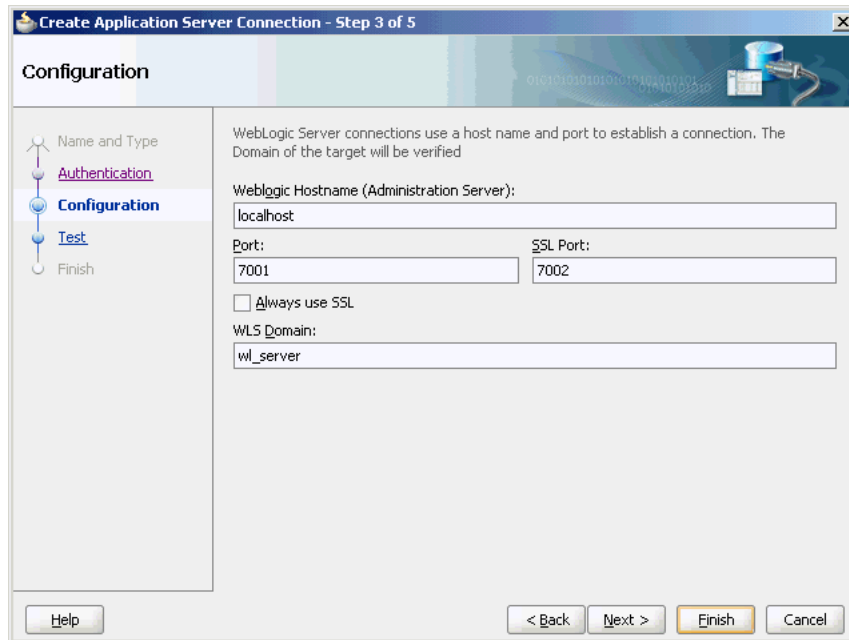 Create Application Server Connection - Step 3 of 5
Configuration
Name and Type
Authentication
Configuration
Test
Finish
WebLogic Server connections use a host name and port to establish a connection. The
Domain of the target will be verified
Weblogic Hostname (Administration Server):
localhost
Port: SSL Port:
7001 7002
Always use SSL
WLS Domain:
wl_server
Help < Back Next > Finish Cancel